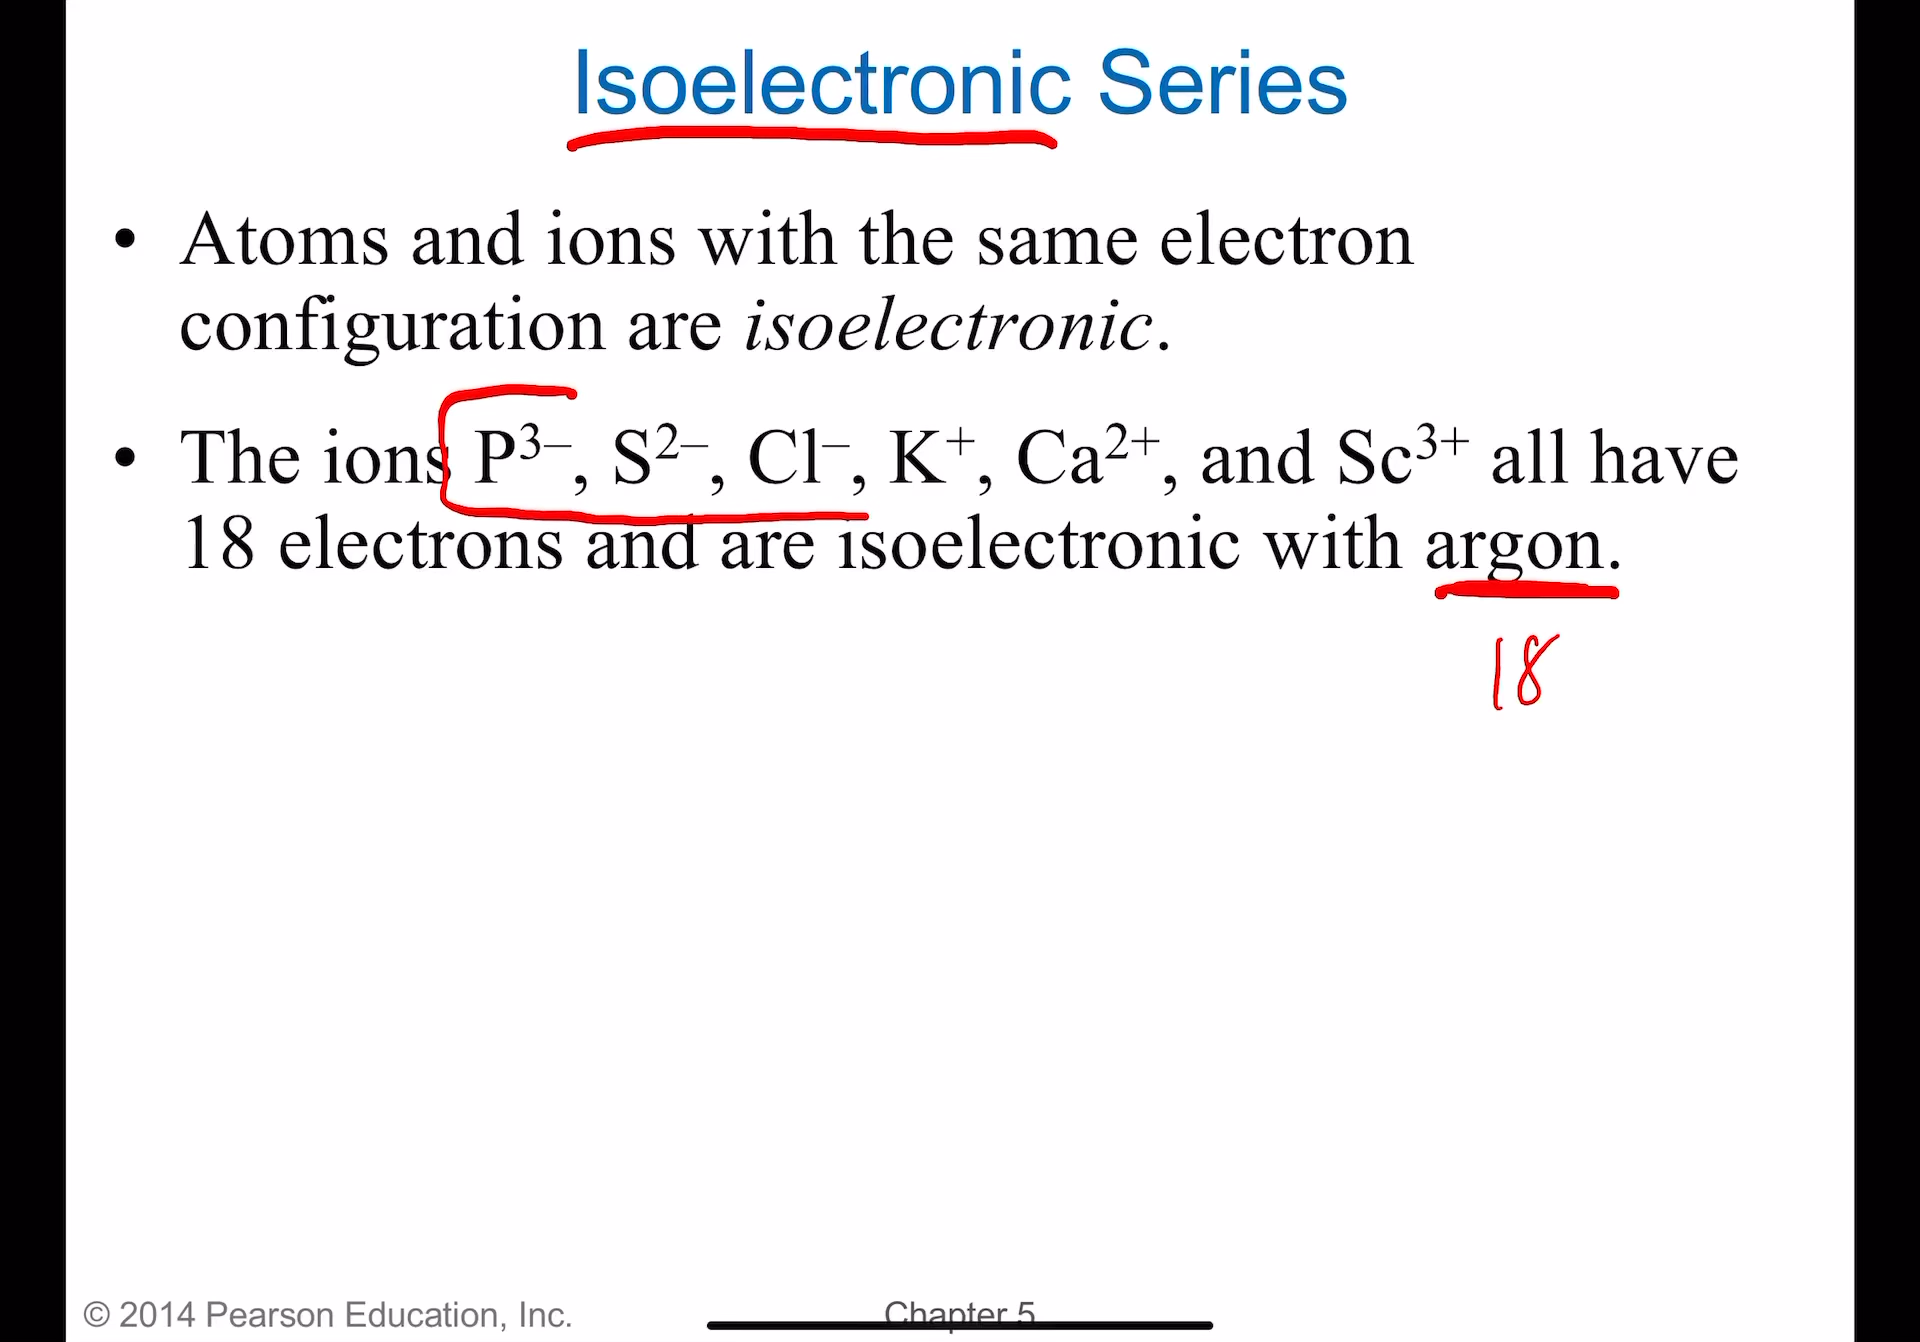 Isoelectronic Series
• Atoms and ions with the same electron
configuration are isoelectronic.
• The ions P³⁻, S²⁻, Cl⁻, K⁺, Ca²⁺, and Sc³⁺ all have
18 electrons and are isoelectronic with argon.
18
© 2014 Pearson Education, Inc.
Chapter 5